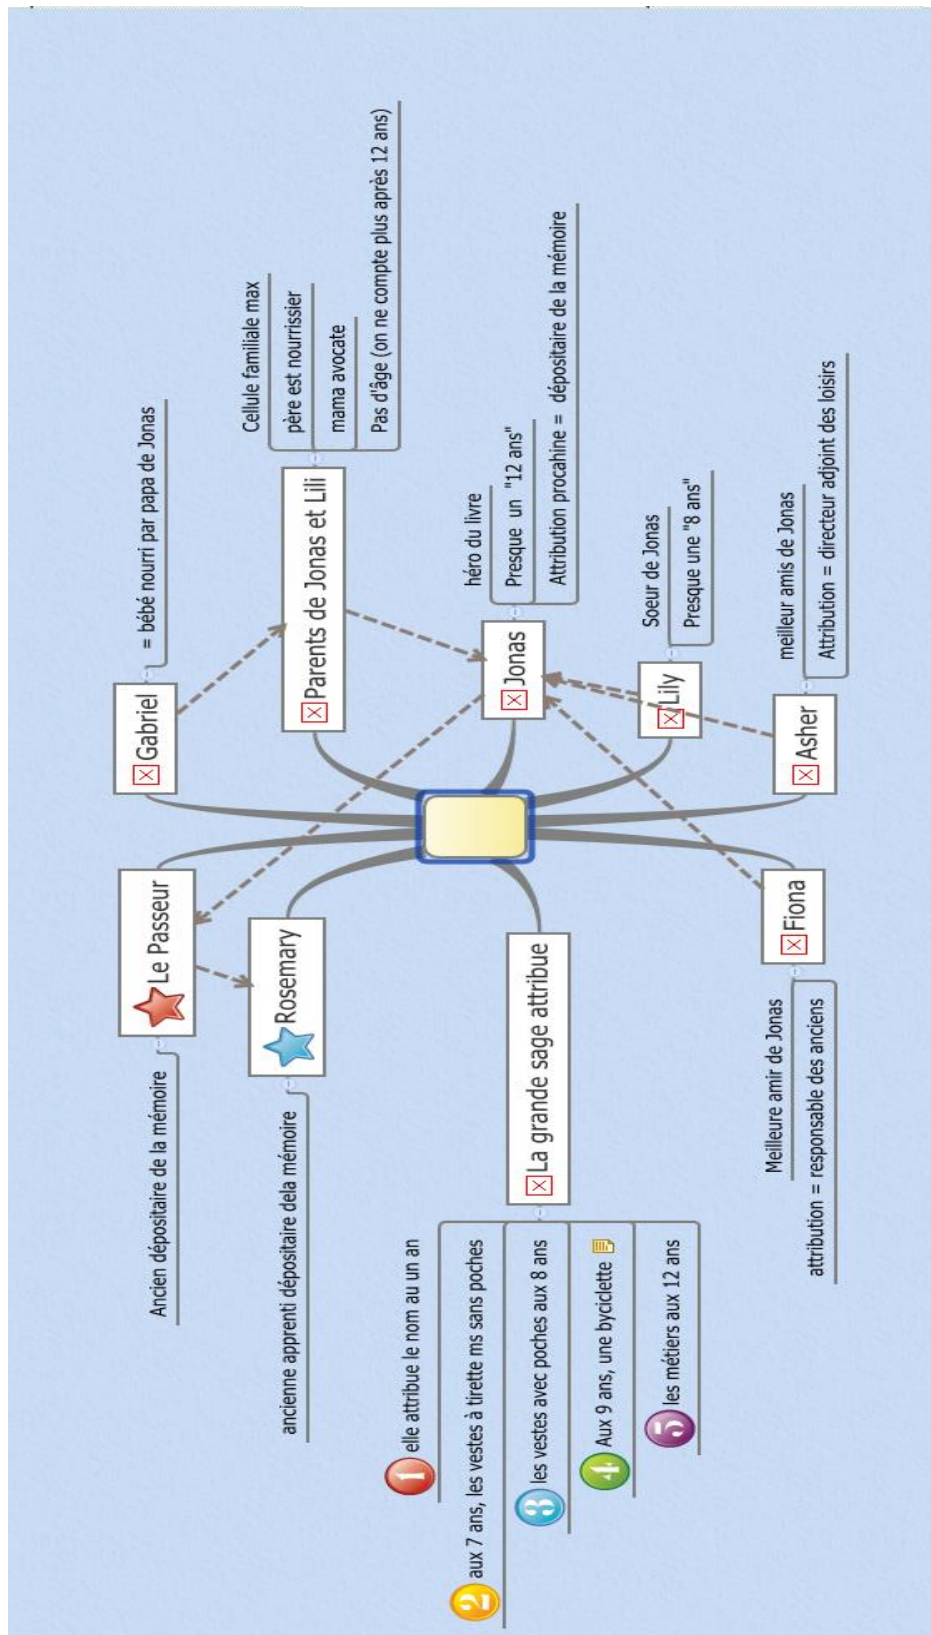 Gabriel
= bébé nourri par papa de Jonas
Parents de Jonas et Lili
Cellule familiale max
père est nourrissier
mama avocate
Pas d'âge (on ne compte plus après 12 ans)
Jonas
héro du livre
Presque un "12 ans"
Attribution procahine = dépositaire de la mémoire
Lily
Soeur de Jonas
Presque une "8 ans"
Asher
meilleur amis de Jonas
Attribution = directeur adjoint des loisirs
Le Passeur
Ancien dépositaire de la mémoire
Rosemary
ancienne apprenti dépositaire dela mémoire
La grande sage attribue
1 elle attribue le nom au un an
2 aux 7 ans, les vestes à tirette ms sans poches
3 les vestes avec poches aux 8 ans
4 Aux 9 ans, une byciclette
5 les métiers aux 12 ans
Fiona
Meilleure amir de Jonas
attribution = responsable des anciens